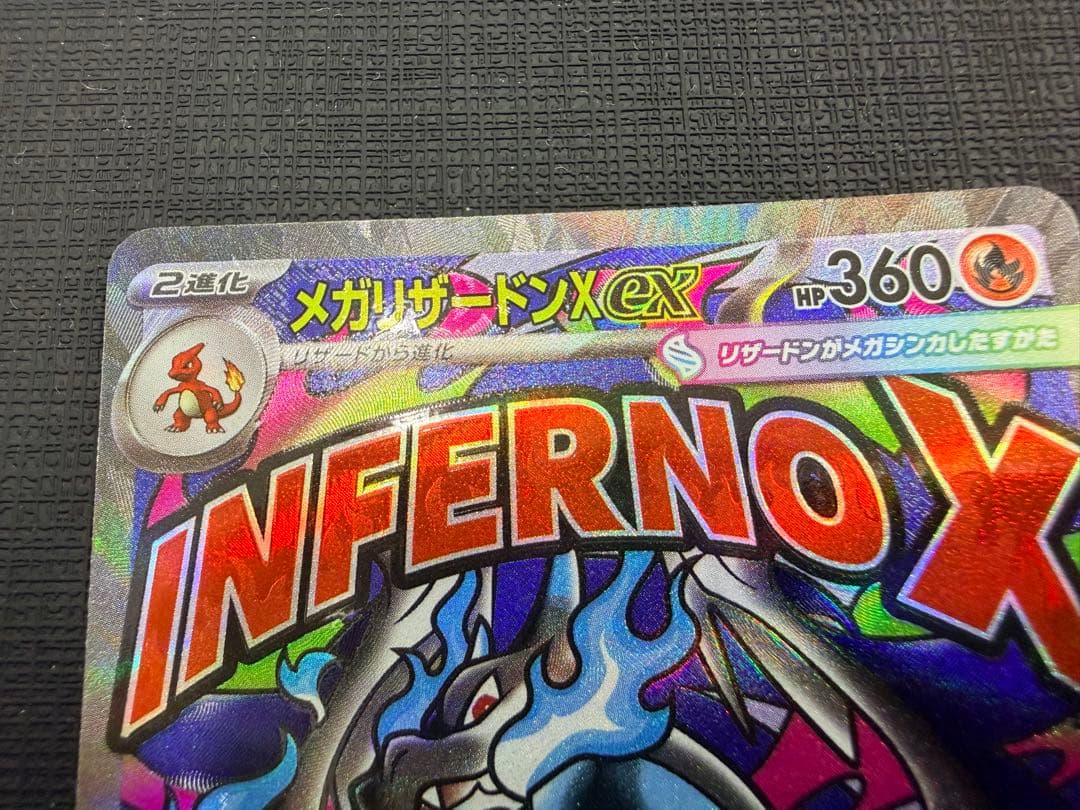 2進化
メガリザードンXex
HP360
リザードから進化
リザードンがメガシンカしたすがた
INFERNO X